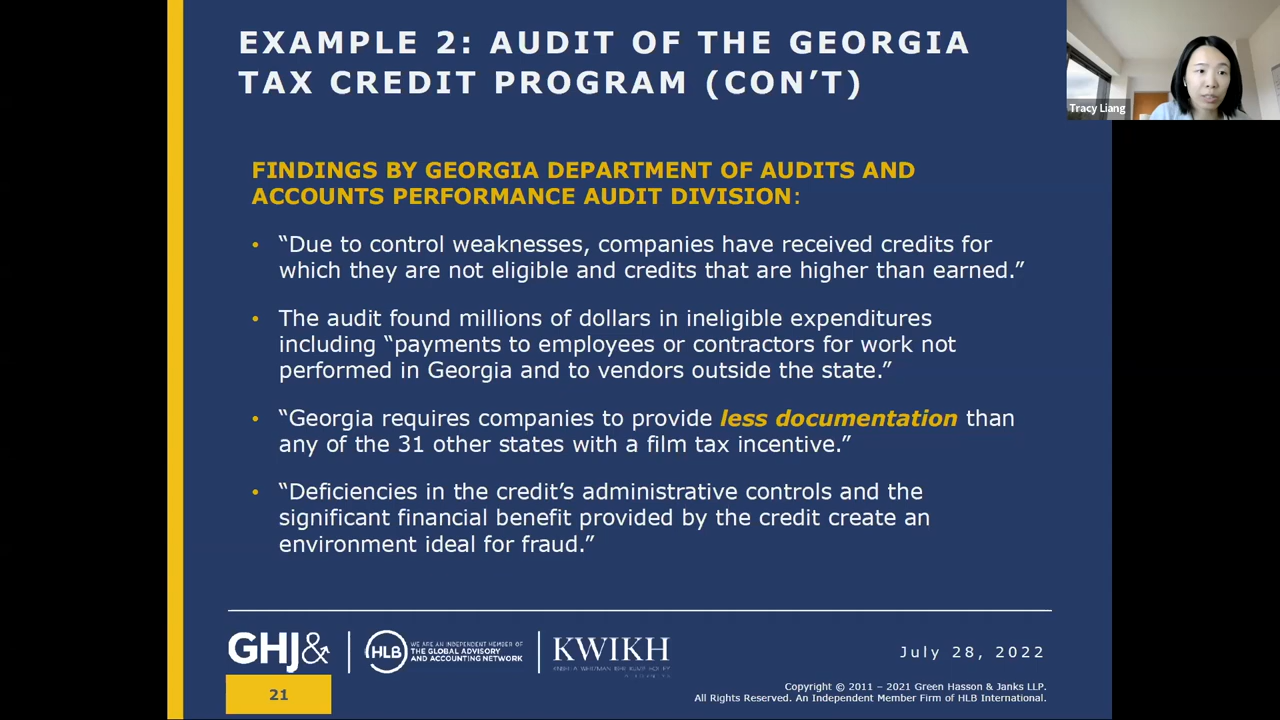 EXAMPLE 2: AUDIT OF THE GEORGIA
TAX CREDIT PROGRAM (CON’T)
Tracy Liang
FINDINGS BY GEORGIA DEPARTMENT OF AUDITS AND
ACCOUNTS PERFORMANCE AUDIT DIVISION:
• “Due to control weaknesses, companies have received credits for
which they are not eligible and credits that are higher than earned.”
• The audit found millions of dollars in ineligible expenditures
including “payments to employees or contractors for work not
performed in Georgia and to vendors outside the state.”
• “Georgia requires companies to provide less documentation than
any of the 31 other states with a film tax incentive.”
• “Deficiencies in the credit’s administrative controls and the
significant financial benefit provided by the credit create an
environment ideal for fraud.”
GHJ&
HLB
WE ARE AN INDEPENDENT MEMBER OF
THE GLOBAL ADVISORY
AND ACCOUNTING NETWORK
KWIKH
July 28, 2022
21
Copyright © 2011 – 2021 Green Hasson & Janks LLP.
All Rights Reserved. An Independent Member Firm of HLB International.